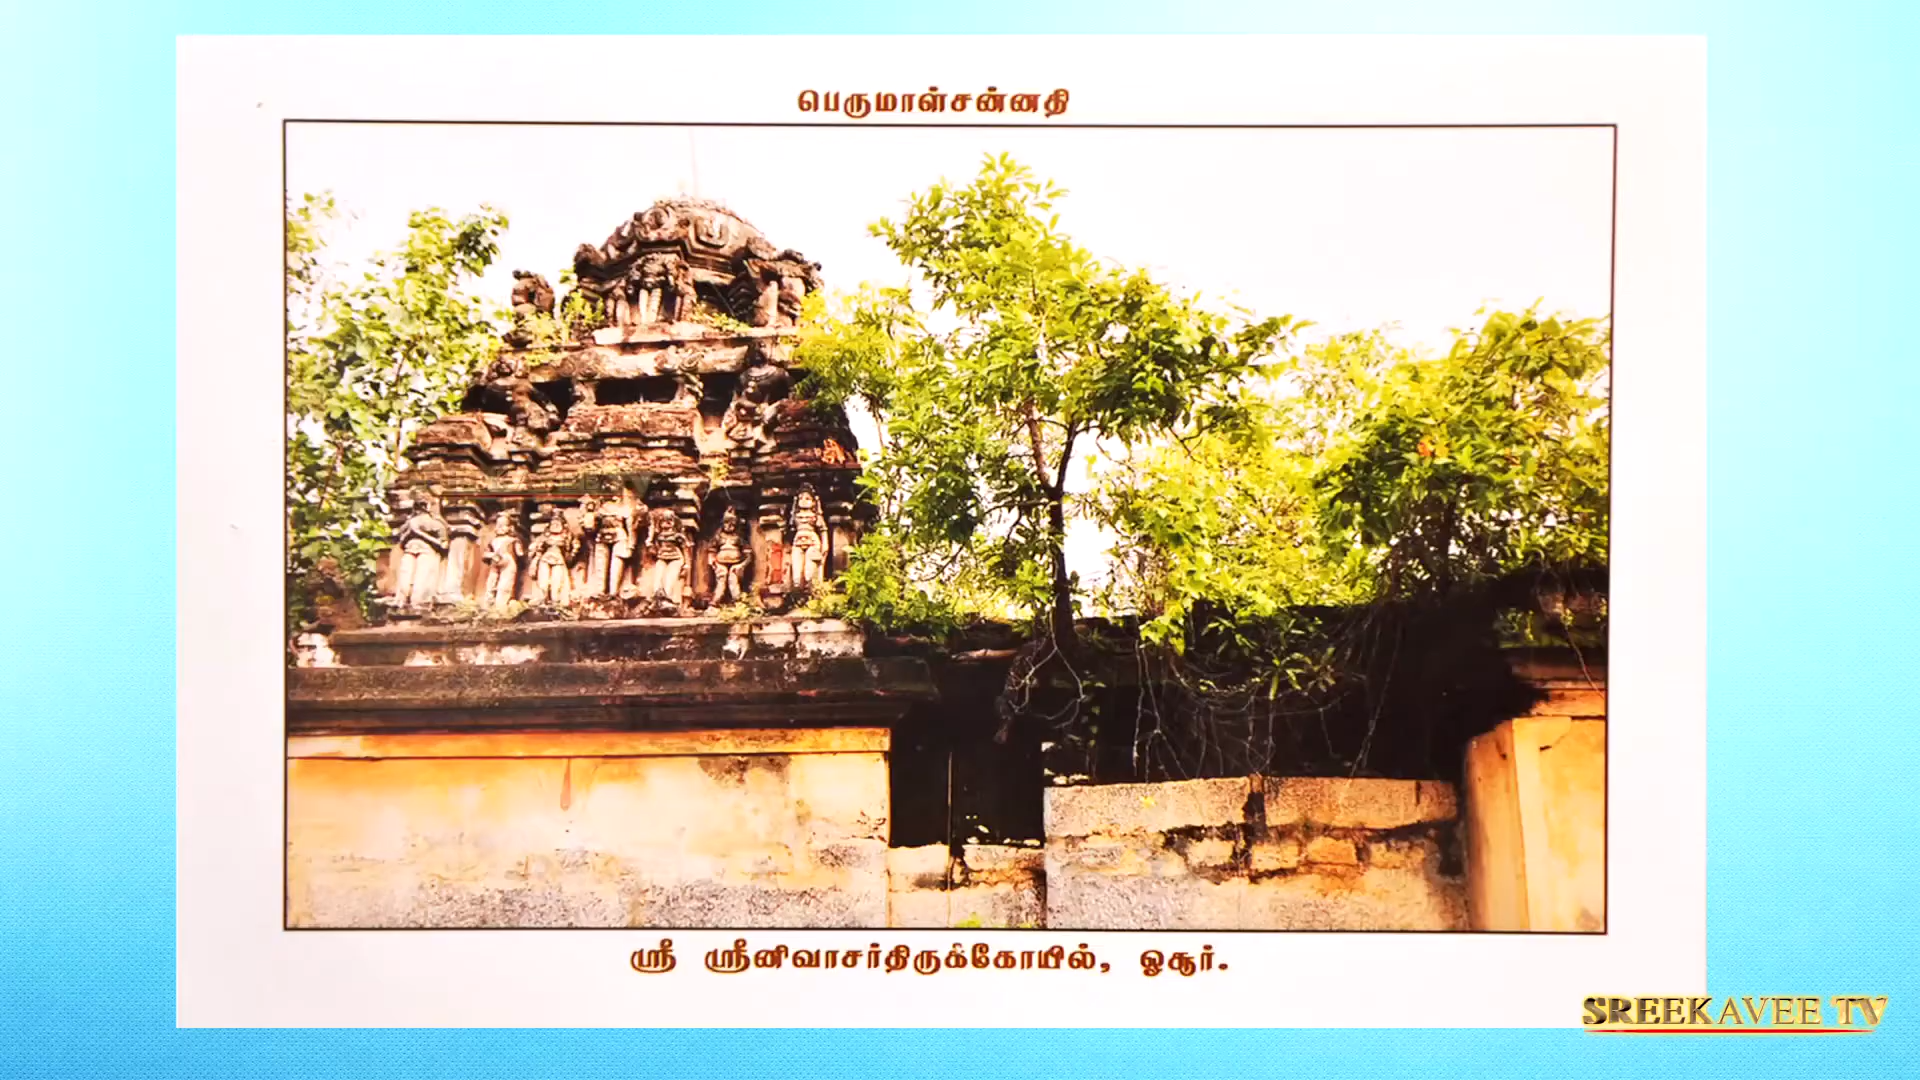 பெருமாள்சன்னதி
ஸ்ரீ ஸ்ரீனிவாசர்திருக்கோயில், ஓசூர்.
SREEKAVEE TV